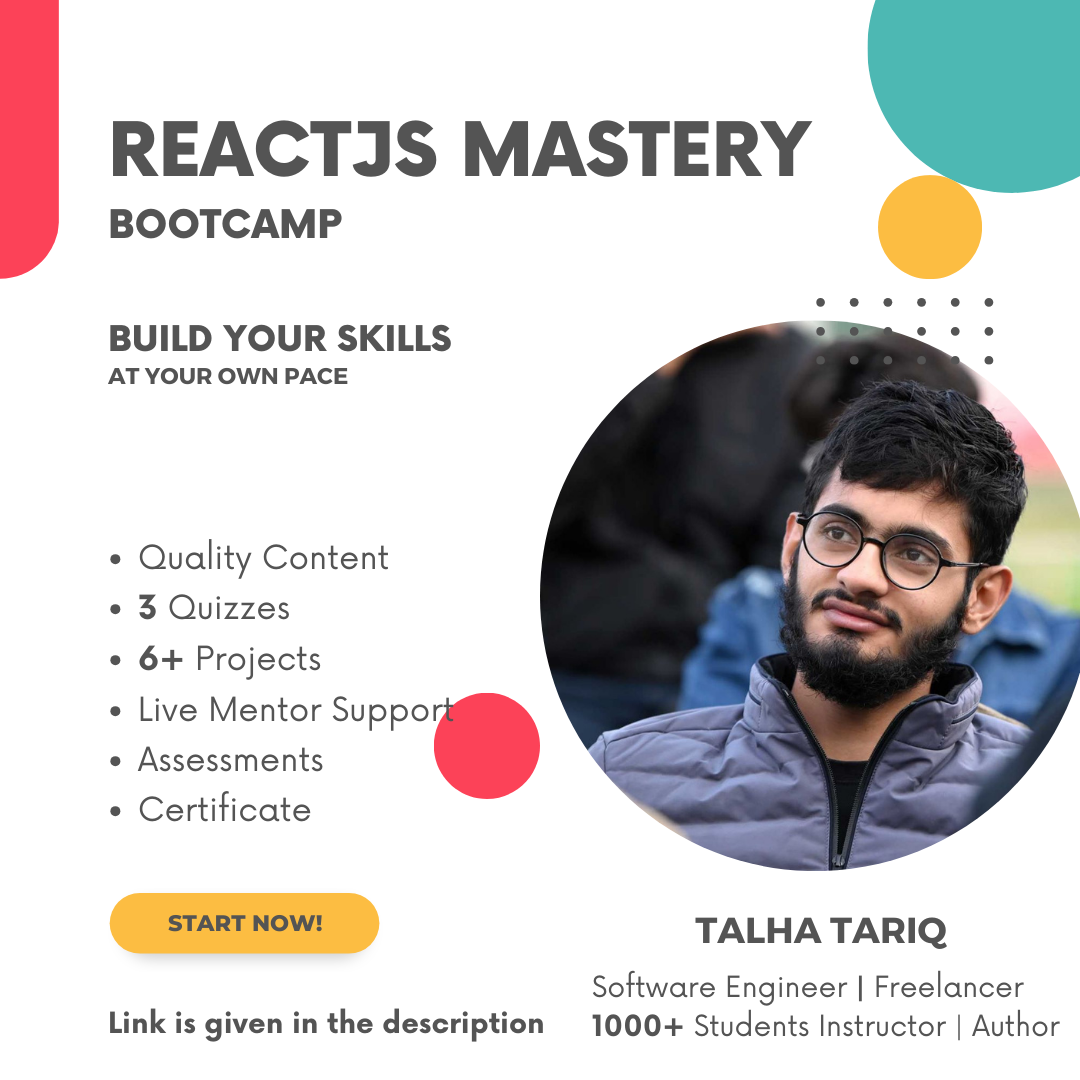 REACTJS MASTERY
BOOTCAMP
BUILD YOUR SKILLS
AT YOUR OWN PACE
• Quality Content
• 3 Quizzes
• 6+ Projects
• Live Mentor Support
• Assessments
• Certificate
START NOW!
Link is given in the description
TALHA TARIQ
Software Engineer | Freelancer
1000+ Students Instructor | Author